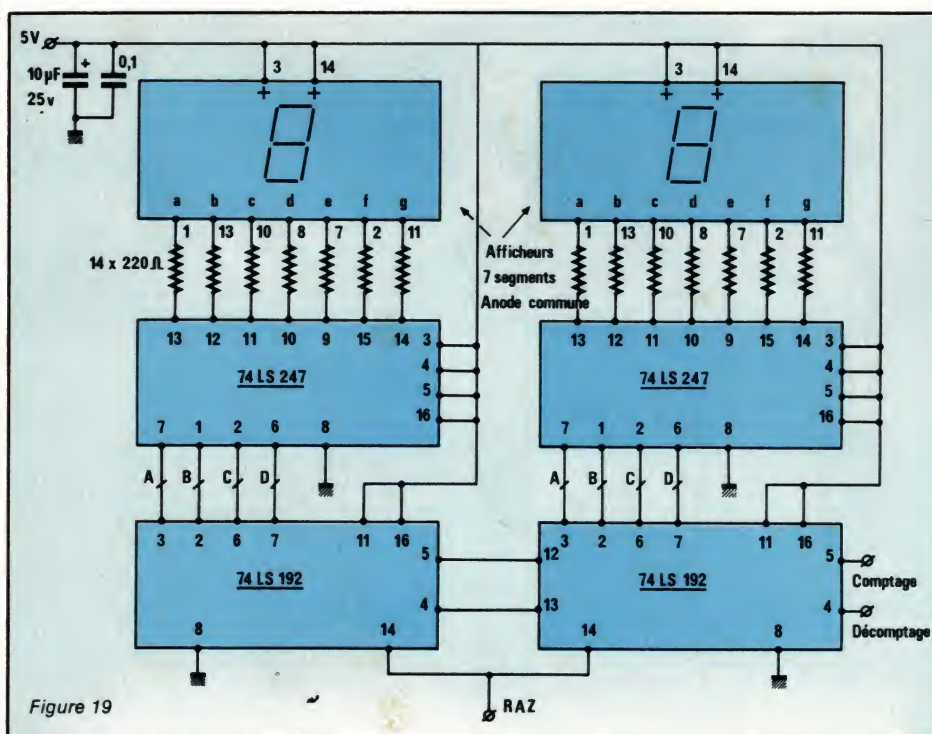 5V
3 14 3 14
10 µF + 0,1
25 v
+ + + +
a b c d e f g a b c d e f g
1 13 10 8 7 2 11 1 13 10 8 7 2 11
Afficheurs
14 x 220 Ω 7 segments
Anode commune
13 12 11 10 9 15 14 3 13 12 11 10 9 15 14 3
4 4
74 LS 247 5 74 LS 247 5
16 16
7 1 2 6 8 7 1 2 6 8
A B C D A B C D
3 2 6 7 11 16 3 2 6 7 11 16
5 12 5
74 LS 192 74 LS 192 Comptage
4 13 4
8 14 14 8 Décomptage
Figure 19 RAZ